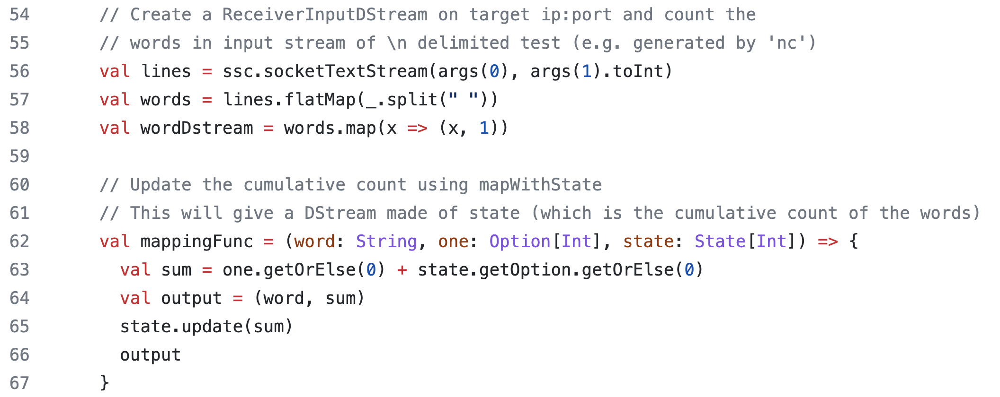 54 // Create a ReceiverInputDStream on target ip:port and count the
55 // words in input stream of \n delimited test (e.g. generated by 'nc')
56 val lines = ssc.socketTextStream(args(0), args(1).toInt)
57 val words = lines.flatMap(_.split(" "))
58 val wordDstream = words.map(x => (x, 1))
59
60 // Update the cumulative count using mapWithState
61 // This will give a DStream made of state (which is the cumulative count of the words)
62 val mappingFunc = (word: String, one: Option[Int], state: State[Int]) => {
63 val sum = one.getOrElse(0) + state.getOption.getOrElse(0)
64 val output = (word, sum)
65 state.update(sum)
66 output
67 }